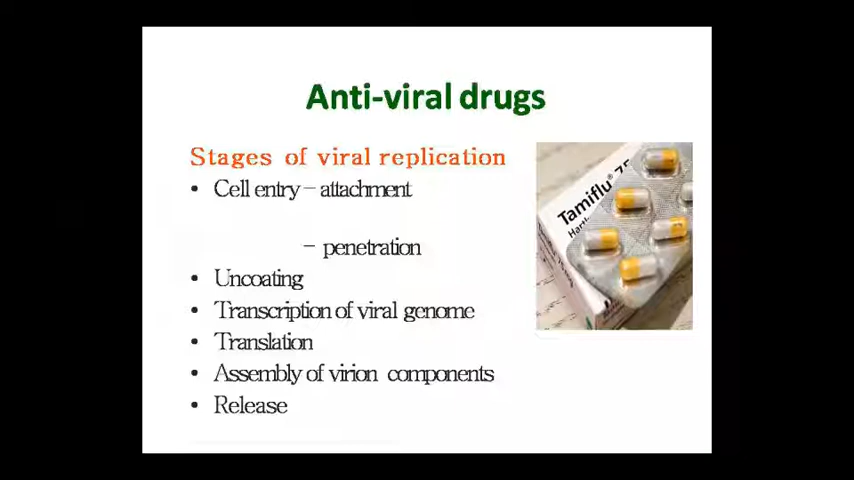 Anti-viral drugs
Stages of viral replication
• Cell entry – attachment
– penetration
• Uncoating
• Transcription of viral genome
• Translation
• Assembly of virion components
• Release
Tamiflu® 75